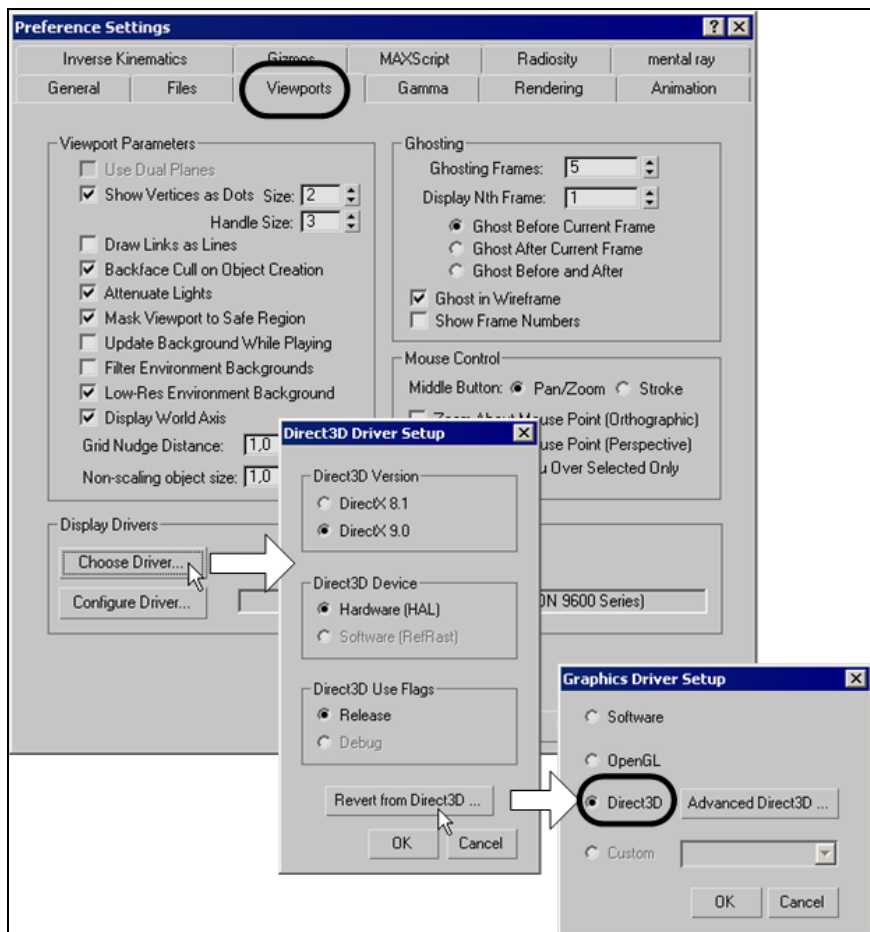 Preference Settings
Inverse Kinematics Gizmos MAXScript Radiosity mental ray
General Files Viewports Gamma Rendering Animation
Viewport Parameters
Use Dual Planes
Show Vertices as Dots Size: 2
Handle Size: 3
Draw Links as Lines
Backface Cull on Object Creation
Attenuate Lights
Mask Viewport to Safe Region
Update Background While Playing
Filter Environment Backgrounds
Low-Res Environment Background
Display World Axis
Grid Nudge Distance: 1,0
Non-scaling object size: 1,0
Ghosting
Ghosting Frames: 5
Display Nth Frame: 1
Ghost Before Current Frame
Ghost After Current Frame
Ghost Before and After
Ghost in Wireframe
Show Frame Numbers
Mouse Control
Middle Button: Pan/Zoom Stroke
Zoom About Mouse Point (Orthographic)
use Point (Perspective)
u Over Selected Only
Display Drivers
Choose Driver...
Configure Driver...
ON 9600 Series)
Direct3D Driver Setup
Direct3D Version
DirectX 8.1
DirectX 9.0
Direct3D Device
Hardware (HAL)
Software (RefRast)
Direct3D Use Flags
Release
Debug
Revert from Direct3D ...
OK Cancel
Graphics Driver Setup
Software
OpenGL
Direct3D Advanced Direct3D ...
Custom
OK Cancel